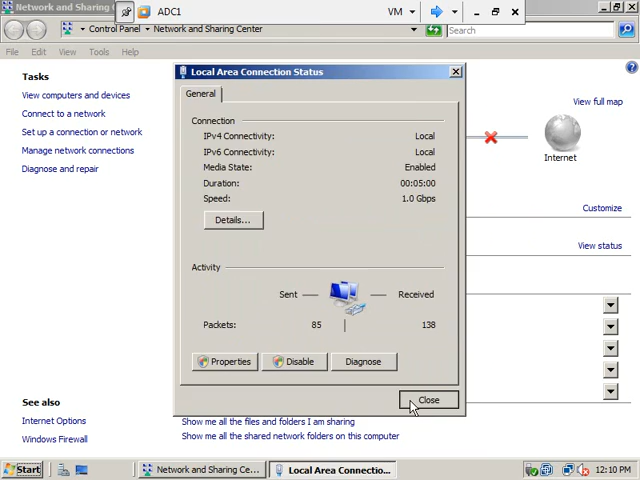 Network and Sharing Center
ADC1
VM
Control Panel
Network and Sharing Center
Search
File Edit View Tools Help
Tasks
View computers and devices
Connect to a network
Set up a connection or network
Manage network connections
Diagnose and repair
Local Area Connection Status
General
Connection
IPv4 Connectivity: Local
IPv6 Connectivity: Local
Media State: Enabled
Duration: 00:05:00
Speed: 1.0 Gbps
Details...
Activity
Sent Received
Packets: 85 138
Properties Disable Diagnose
Close
View full map
Internet
Customize
View status
See also
Internet Options
Windows Firewall
Show me all the files and folders I am sharing
Show me all the shared network folders on this computer
Start
Network and Sharing Ce...
Local Area Connectio...
12:10 PM